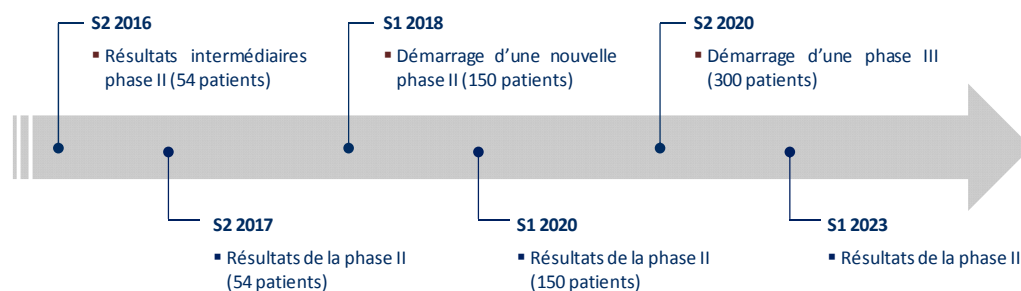 S2 2016
▪ Résultats intermédiaires
phase II (54 patients)
S1 2018
▪ Démarrage d’une nouvelle
phase II (150 patients)
S2 2020
▪ Démarrage d’une phase III
(300 patients)
S2 2017
▪ Résultats de la phase II
(54 patients)
S1 2020
▪ Résultats de la phase II
(150 patients)
S1 2023
▪ Résultats de la phase II